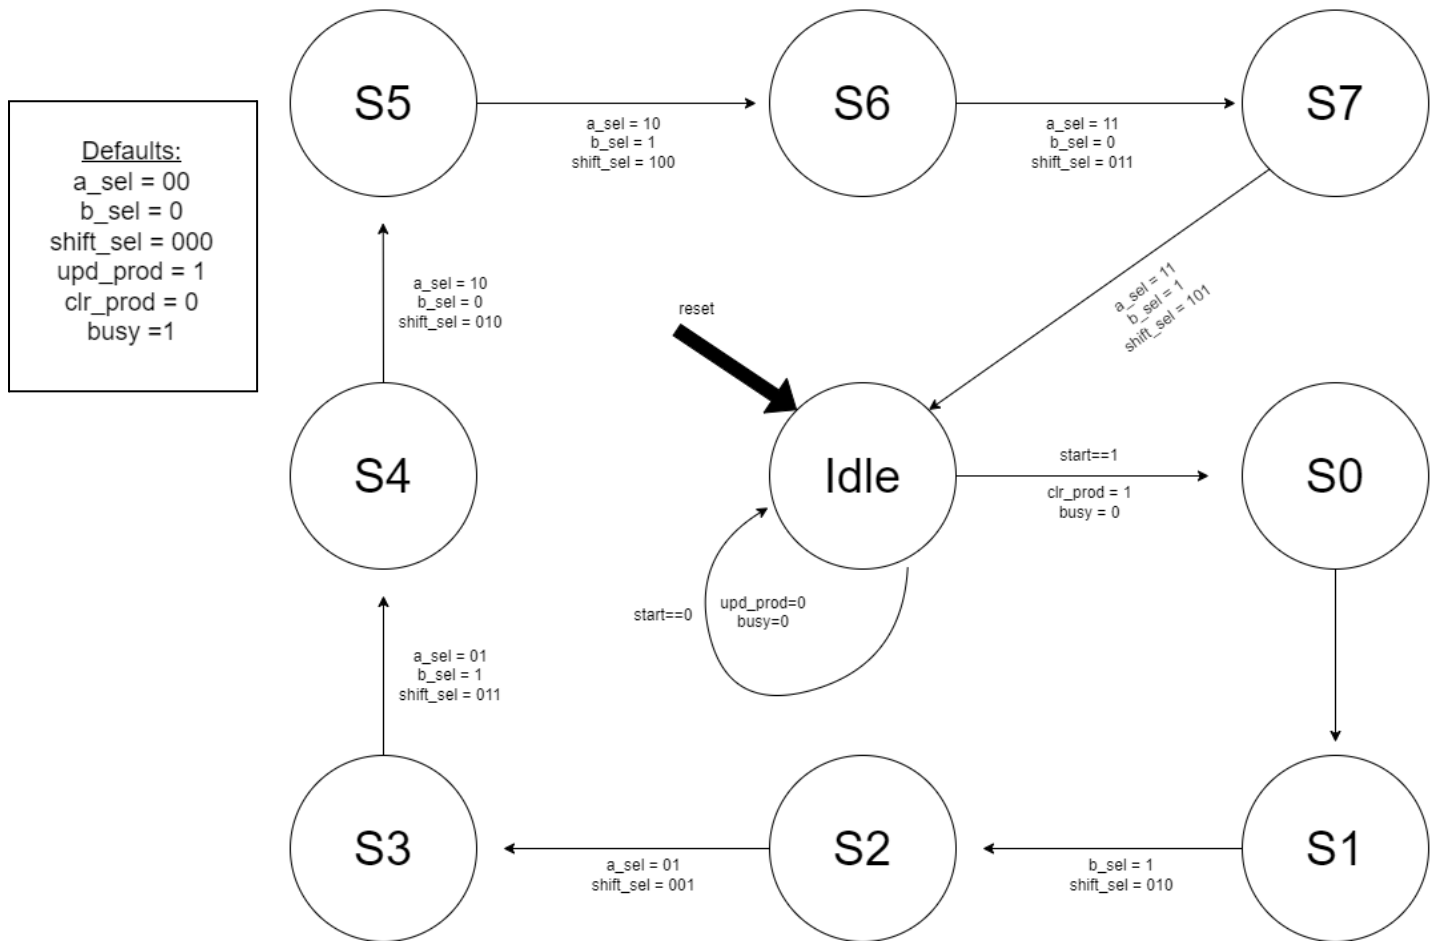 S5
a_sel = 10
b_sel = 1
shift_sel = 100
S6
a_sel = 11
b_sel = 0
shift_sel = 011
S7
Defaults:
a_sel = 00
b_sel = 0
shift_sel = 000
upd_prod = 1
clr_prod = 0
busy =1
a_sel = 10
b_sel = 0
shift_sel = 010
reset
a_sel = 11
b_sel = 1
shift_sel = 101
S4
Idle
start==1
clr_prod = 1
busy = 0
S0
start==0
upd_prod=0
busy=0
a_sel = 01
b_sel = 1
shift_sel = 011
S3
a_sel = 01
shift_sel = 001
S2
b_sel = 1
shift_sel = 010
S1